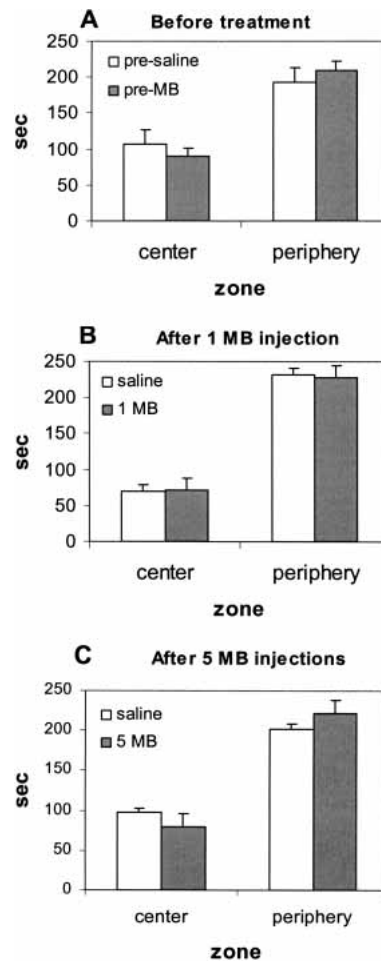 A Before treatment
250
200
150
100
50
0
sec
pre-saline
pre-MB
center periphery
zone
B After 1 MB injection
250
200
150
100
50
0
sec
saline
1 MB
center periphery
zone
C After 5 MB injections
250
200
150
100
50
0
sec
saline
5 MB
center periphery
zone